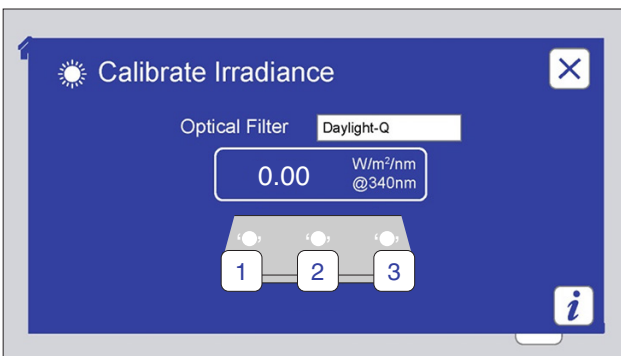 Calibrate Irradiance
Optical Filter Daylight-Q
0.00 W/m²/nm
@340nm
1 2 3
i